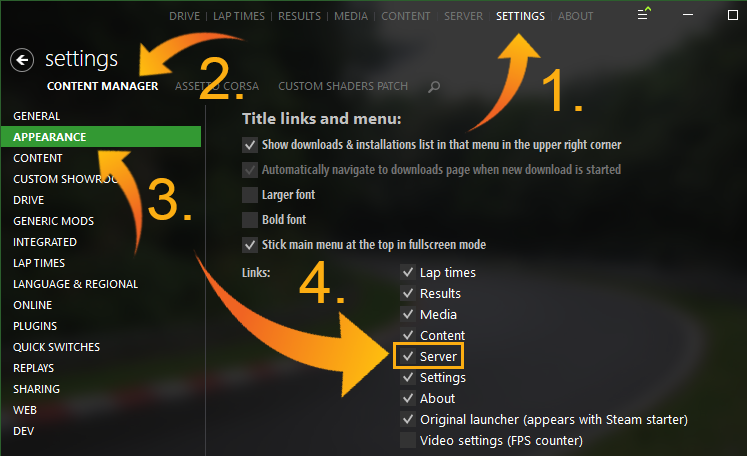 DRIVE | LAP TIMES | RESULTS | MEDIA | CONTENT SERVER SETTINGS ABOUT
settings
CONTENT MANAGER ASSETTO CORSA CUSTOM SHADERS PATCH
1.
2.
3.
4.
GENERAL
APPEARANCE
CONTENT
CUSTOM SHOWROO
DRIVE
GENERIC MODS
INTEGRATED
LAP TIMES
LANGUAGE & REGIONAL
ONLINE
PLUGINS
QUICK SWITCHES
REPLAYS
SHARING
WEB
DEV
Title links and menu:
Show downloads & installations list in that menu in the upper right corner
Automatically navigate to downloads page when new download is started
Larger font
Bold font
Stick main menu at the top in fullscreen mode
Links:
Lap times
Results
Media
Content
Server
Settings
About
Original launcher (appears with Steam starter)
Video settings (FPS counter)